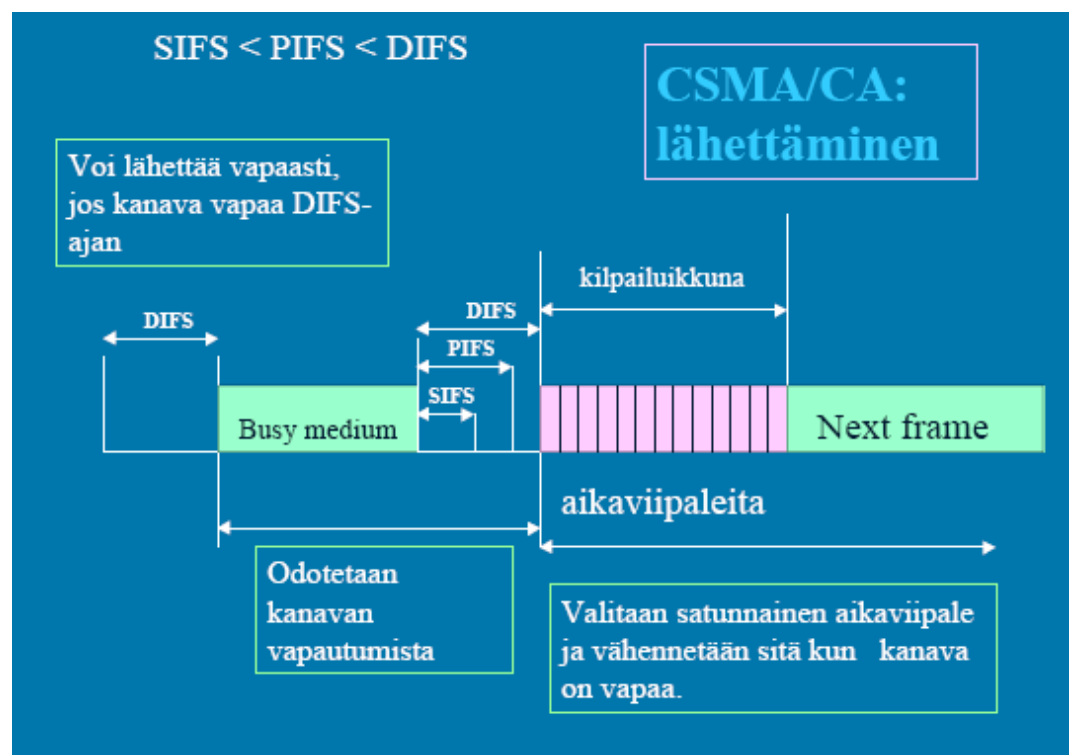 SIFS < PIFS < DIFS
CSMA/CA:
lähettäminen
Voi lähettää vapaasti,
jos kanava vapaa DIFS-
ajan
kilpailuikkuna
DIFS
DIFS
PIFS
SIFS
Busy medium
Next frame
aikaviipaleita
Odotetaan
kanavan
vapautumista
Valitaan satunnainen aikaviipale
ja vähennetään sitä kun kanava
on vapaa.